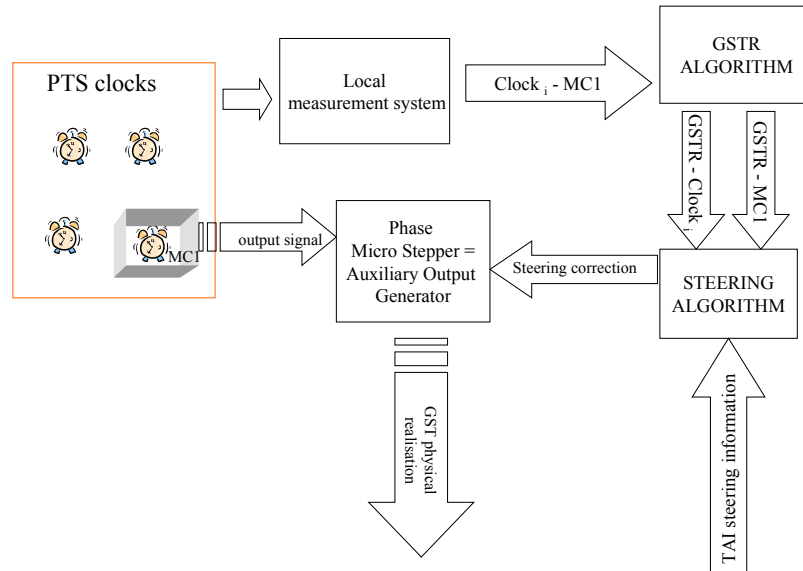 PTS clocks
MC1
Local
measurement system
Clock i - MC1
GSTR
ALGORITHM
GSTR - Clock i
GSTR - MC1
output signal
Phase
Micro Stepper =
Auxiliary Output
Generator
Steering correction
STEERING
ALGORITHM
GST physical
realisation
TAI steering information